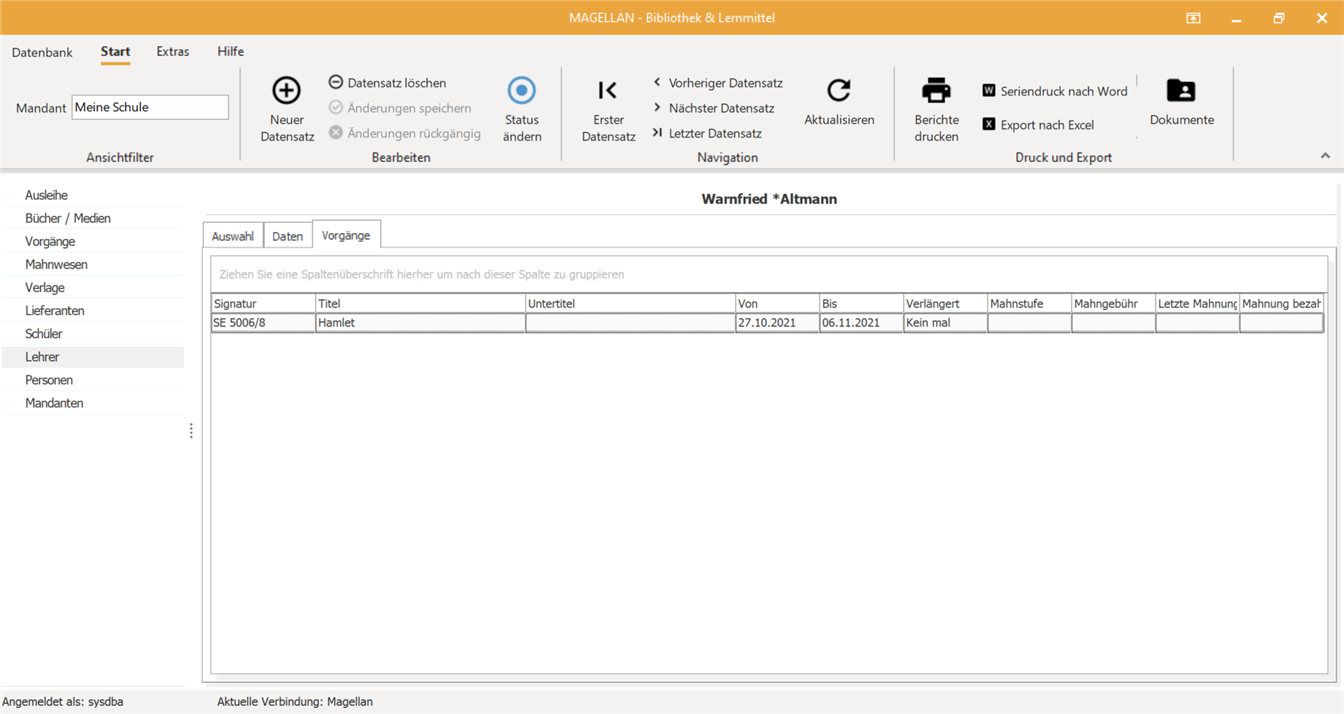 MAGELLAN - Bibliothek & Lernmittel
Datenbank Start Extras Hilfe
Mandant Meine Schule
Ansichtfilter
Neuer Datensatz
Datensatz löschen
Änderungen speichern
Änderungen rückgängig
Status ändern
Bearbeiten
Erster Datensatz
Vorheriger Datensatz
Nächster Datensatz
Letzter Datensatz
Aktualisieren
Navigation
Berichte drucken
Seriendruck nach Word
Export nach Excel
Dokumente
Druck und Export
Ausleihe
Bücher / Medien
Vorgänge
Mahnwesen
Verlage
Lieferanten
Schüler
Lehrer
Personen
Mandanten
Warnfried *Altmann
Auswahl Daten Vorgänge
Ziehen Sie eine Spaltenüberschrift hierher um nach dieser Spalte zu gruppieren
Signatur Titel Untertitel Von Bis Verlängert Mahnstufe Mahngebühr Letzte Mahnung Mahnung bezah
SE 5006/8 Hamlet 27.10.2021 06.11.2021 Kein mal
Angemeldet als: sysdba Aktuelle Verbindung: Magellan